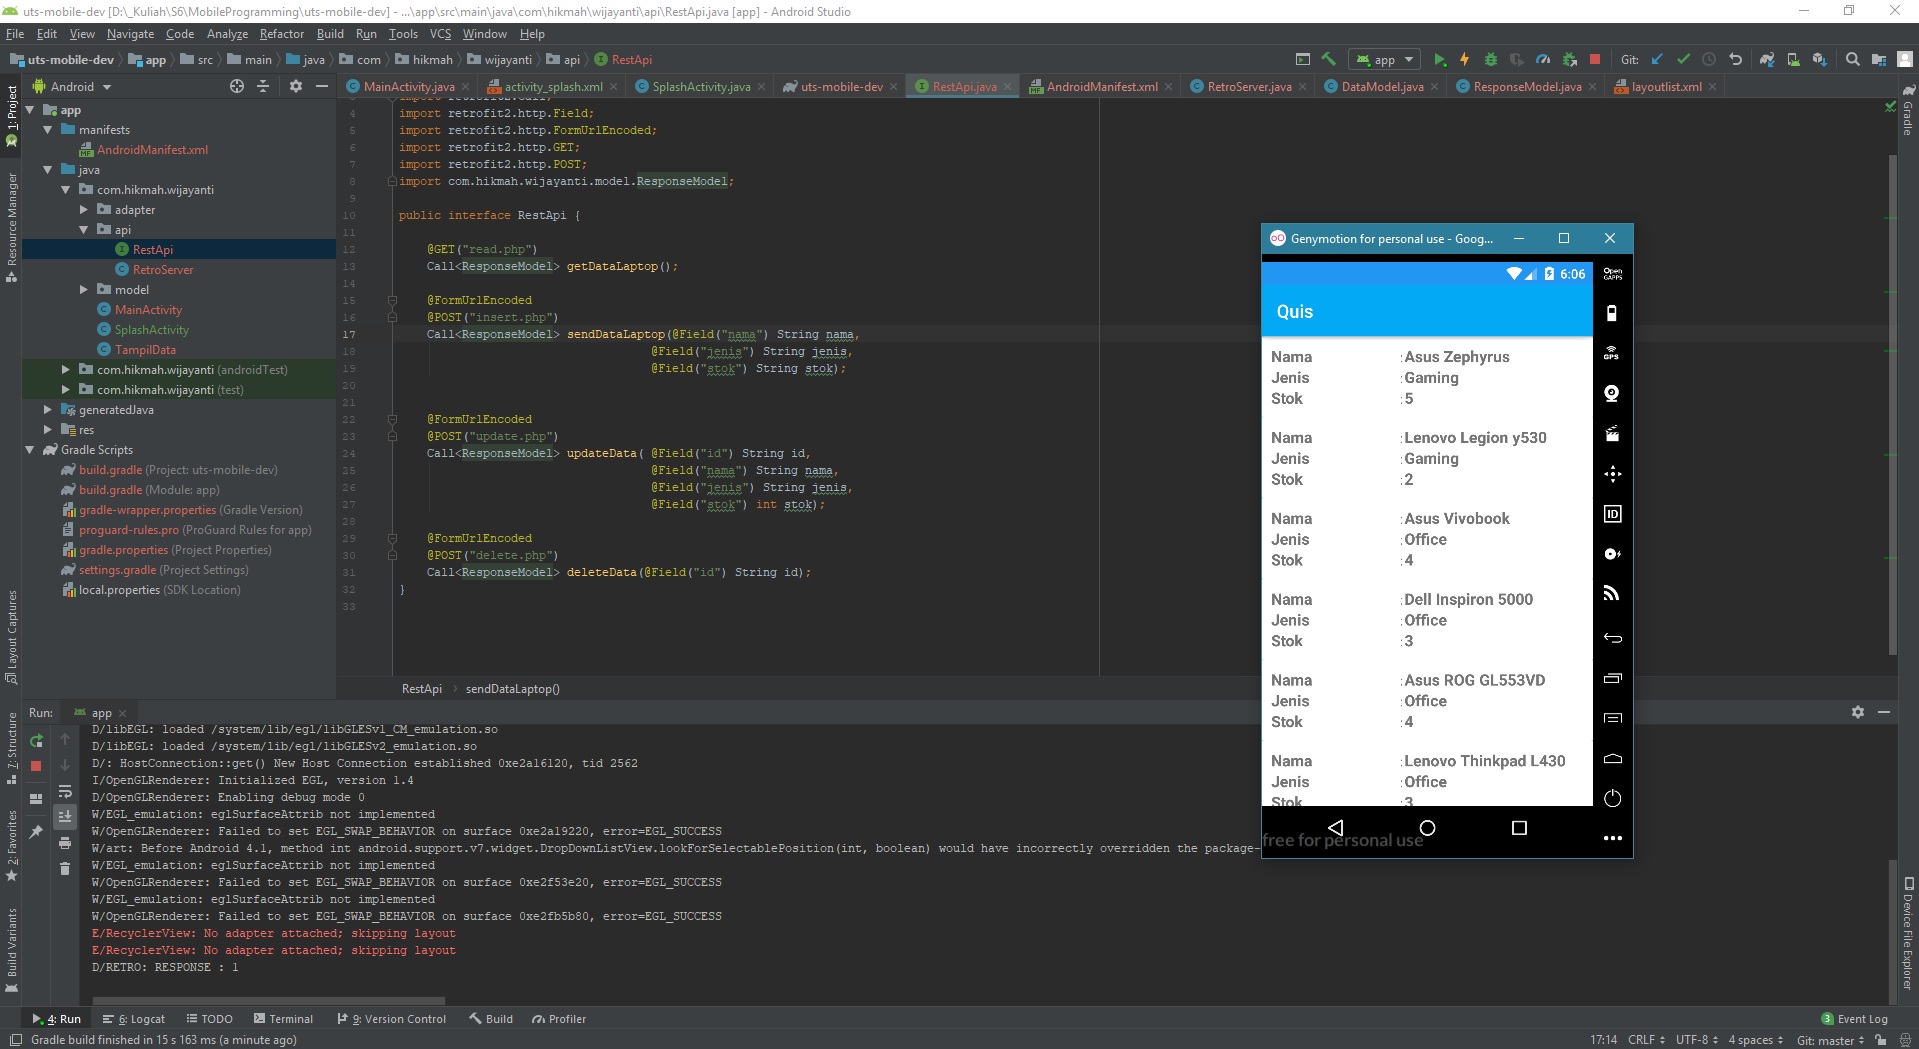 uts-mobile-dev [D:\_Kuliah\S6\MobileProgramming\uts-mobile-dev] - ...\app\src\main\java\com\hikmah\wijayanti\api\RestApi.java [app] - Android Studio
File Edit View Navigate Code Analyze Refactor Build Run Tools VCS Window Help
uts-mobile-dev app src main java com hikmah wijayanti api RestApi
app Git:
Android
MainActivity.java activity_splash.xml SplashActivity.java uts-mobile-dev RestApi.java AndroidManifest.xml RetroServer.java DataModel.java ResponseModel.java layoutlist.xml
1: Project
Resource Manager
Layout Captures
7: Structure
2: Favorites
Build Variants
app
manifests
AndroidManifest.xml
java
com.hikmah.wijayanti
adapter
api
RestApi
RetroServer
model
MainActivity
SplashActivity
TampilData
com.hikmah.wijayanti (androidTest)
com.hikmah.wijayanti (test)
generatedJava
res
Gradle Scripts
build.gradle (Project: uts-mobile-dev)
build.gradle (Module: app)
gradle-wrapper.properties (Gradle Version)
proguard-rules.pro (ProGuard Rules for app)
gradle.properties (Project Properties)
settings.gradle (Project Settings)
local.properties (SDK Location)
4 import retrofit2.http.Field;
5 import retrofit2.http.FormUrlEncoded;
6 import retrofit2.http.GET;
7 import retrofit2.http.POST;
8 import com.hikmah.wijayanti.model.ResponseModel;
9
10 public interface RestApi {
11
12 @GET("read.php")
13 Call<ResponseModel> getDataLaptop();
14
15 @FormUrlEncoded
16 @POST("insert.php")
17 Call<ResponseModel> sendDataLaptop(@Field("nama") String nama,
18 @Field("jenis") String jenis,
19 @Field("stok") String stok);
20
21
22 @FormUrlEncoded
23 @POST("update.php")
24 Call<ResponseModel> updateData( @Field("id") String id,
25 @Field("nama") String nama,
26 @Field("jenis") String jenis,
27 @Field("stok") int stok);
28
29 @FormUrlEncoded
30 @POST("delete.php")
31 Call<ResponseModel> deleteData(@Field("id") String id);
32 }
33
RestApi sendDataLaptop()
Gradle
Device File Explorer
Genymotion for personal use - Goog...
6:06
Quis
Nama : Asus Zephyrus
Jenis : Gaming
Stok : 5
Nama : Lenovo Legion y530
Jenis : Gaming
Stok : 2
Nama : Asus Vivobook
Jenis : Office
Stok : 4
Nama : Dell Inspiron 5000
Jenis : Office
Stok : 3
Nama : Asus ROG GL553VD
Jenis : Office
Stok : 4
Nama : Lenovo Thinkpad L430
Jenis : Office
Stok : 3
free for personal use
Open GAPPS
GPS
ID
Run: app
D/libEGL: loaded /system/lib/egl/libGLESv1_CM_emulation.so
D/libEGL: loaded /system/lib/egl/libGLESv2_emulation.so
D/: HostConnection::get() New Host Connection established 0xe2a16120, tid 2562
I/OpenGLRenderer: Initialized EGL, version 1.4
D/OpenGLRenderer: Enabling debug mode 0
W/EGL_emulation: eglSurfaceAttrib not implemented
W/OpenGLRenderer: Failed to set EGL_SWAP_BEHAVIOR on surface 0xe2a19220, error=EGL_SUCCESS
W/art: Before Android 4.1, method int android.support.v7.widget.DropDownListView.lookForSelectablePosition(int, boolean) would have incorrectly overridden the package-
W/EGL_emulation: eglSurfaceAttrib not implemented
W/OpenGLRenderer: Failed to set EGL_SWAP_BEHAVIOR on surface 0xe2f53e20, error=EGL_SUCCESS
W/EGL_emulation: eglSurfaceAttrib not implemented
W/OpenGLRenderer: Failed to set EGL_SWAP_BEHAVIOR on surface 0xe2fb5b80, error=EGL_SUCCESS
E/RecyclerView: No adapter attached; skipping layout
E/RecyclerView: No adapter attached; skipping layout
D/RETRO: RESPONSE : 1
4: Run 6: Logcat TODO Terminal 9: Version Control Build Profiler 3 Event Log
Gradle build finished in 15 s 163 ms (a minute ago) 17:14 CRLF UTF-8 4 spaces Git: master